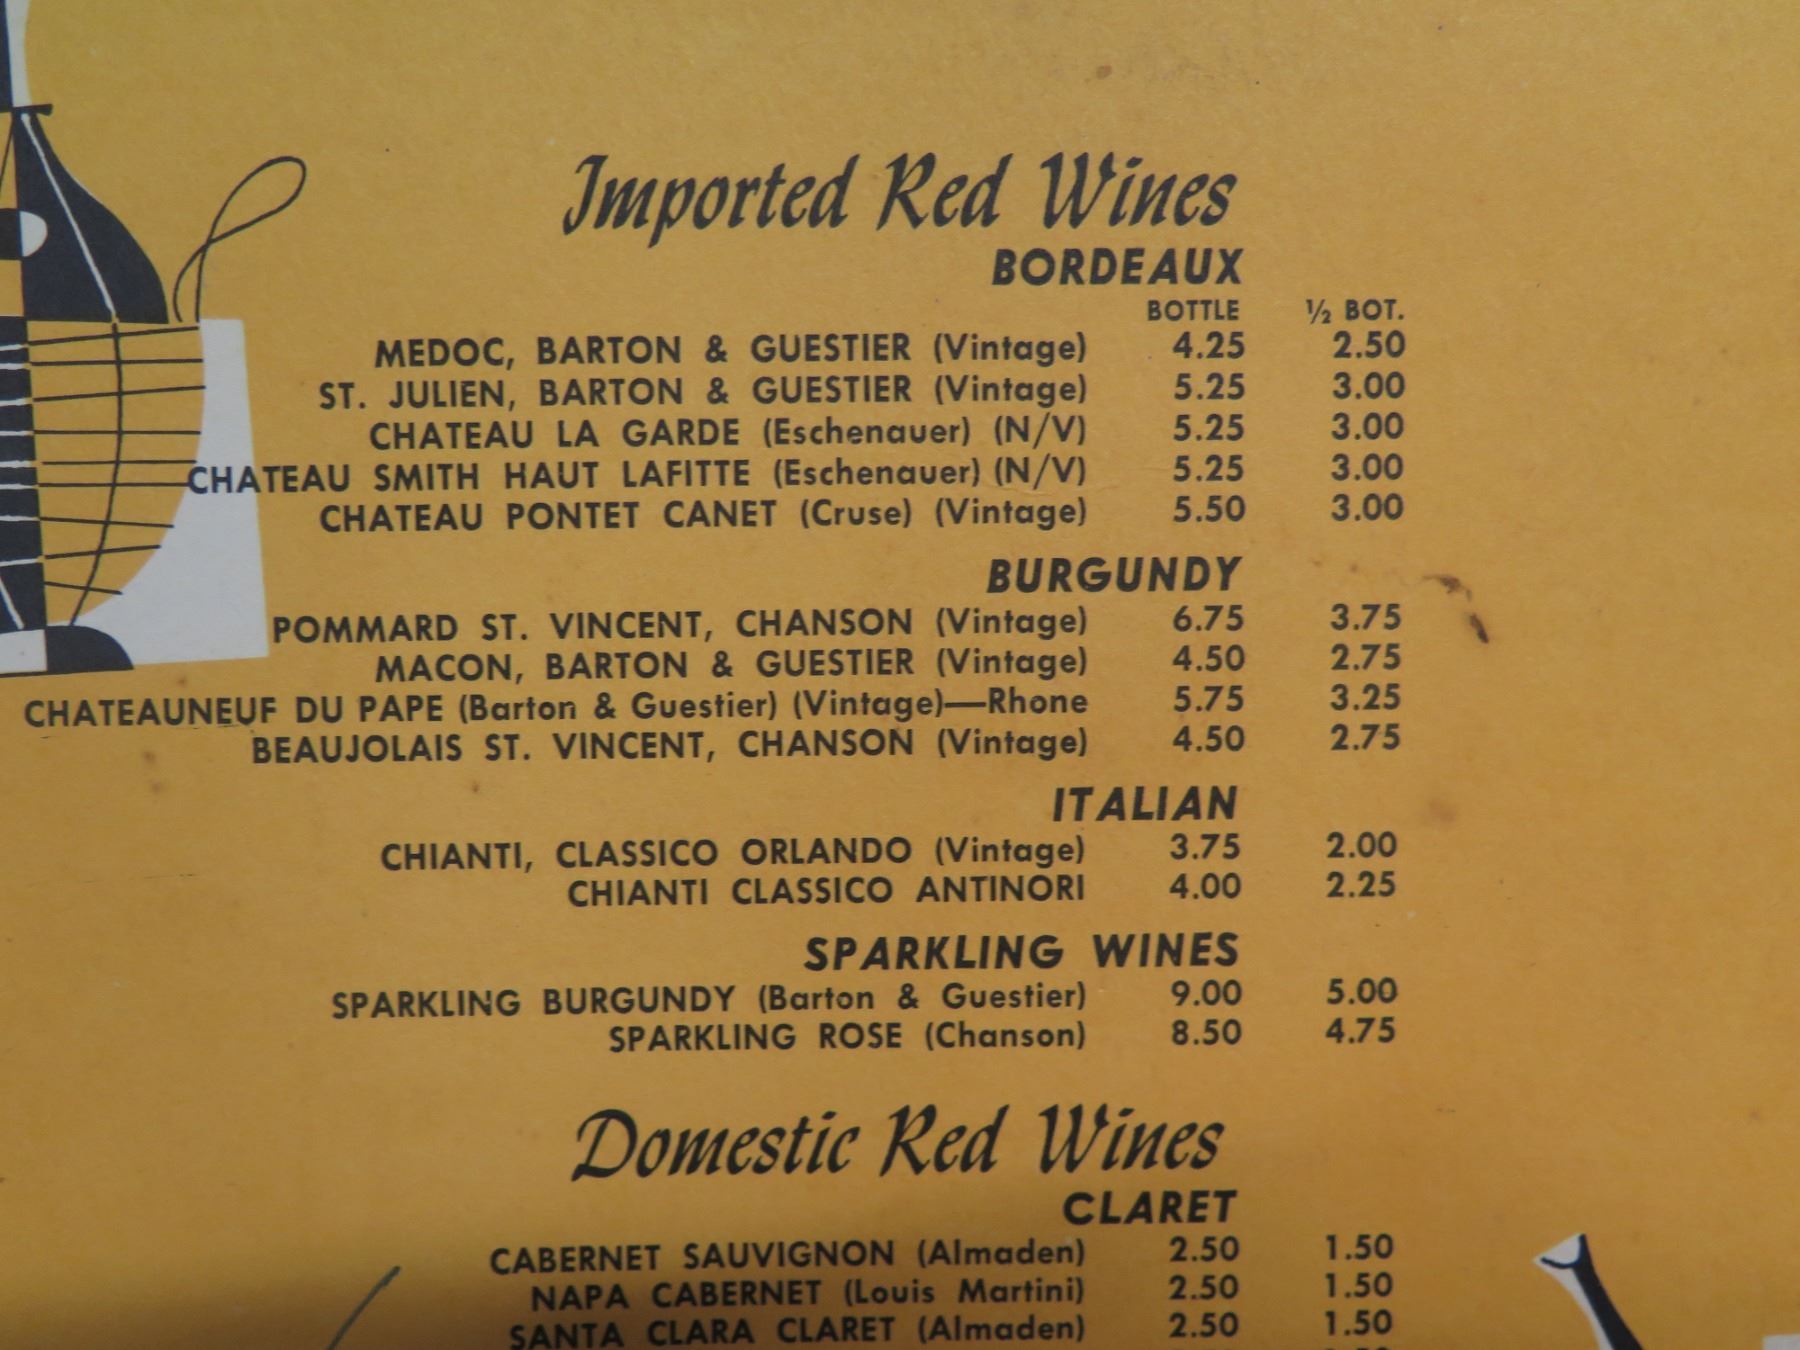 Imported Red Wines
BORDEAUX
BOTTLE ½ BOT.
MEDOC, BARTON & GUESTIER (Vintage) 4.25 2.50
ST. JULIEN, BARTON & GUESTIER (Vintage) 5.25 3.00
CHATEAU LA GARDE (Eschenauer) (N/V) 5.25 3.00
CHATEAU SMITH HAUT LAFITTE (Eschenauer) (N/V) 5.25 3.00
CHATEAU PONTET CANET (Cruse) (Vintage) 5.50 3.00
BURGUNDY
POMMARD ST. VINCENT, CHANSON (Vintage) 6.75 3.75
MACON, BARTON & GUESTIER (Vintage) 4.50 2.75
CHATEAUNEUF DU PAPE (Barton & Guestier) (Vintage)—Rhone 5.75 3.25
BEAUJOLAIS ST. VINCENT, CHANSON (Vintage) 4.50 2.75
ITALIAN
CHIANTI, CLASSICO ORLANDO (Vintage) 3.75 2.00
CHIANTI CLASSICO ANTINORI 4.00 2.25
SPARKLING WINES
SPARKLING BURGUNDY (Barton & Guestier) 9.00 5.00
SPARKLING ROSE (Chanson) 8.50 4.75
Domestic Red Wines
CLARET
CABERNET SAUVIGNON (Almaden) 2.50 1.50
NAPA CABERNET (Louis Martini) 2.50 1.50
SANTA CLARA CLARET (Almaden) 2.50 1.50